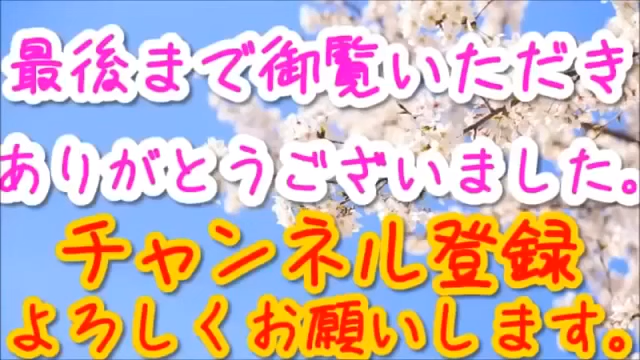 最後まで御覧いただき
ありがとうございました。
チャンネル登録
よろしくお願いします。